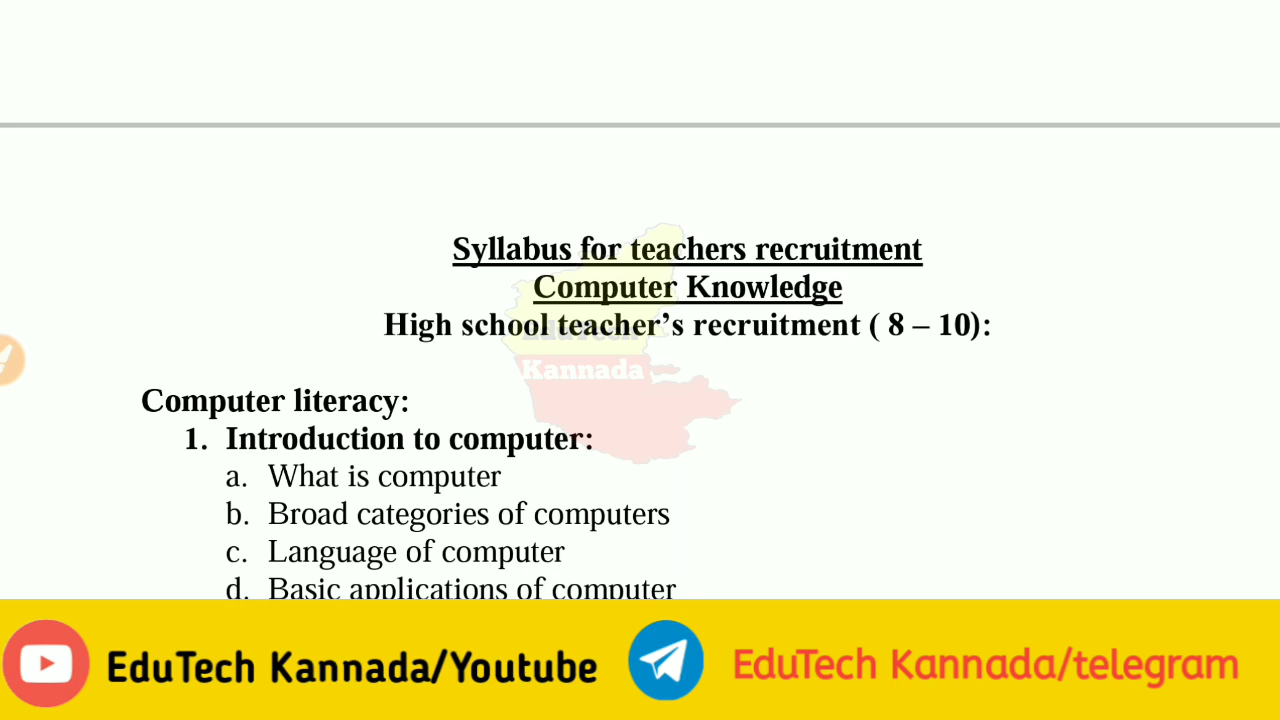 Syllabus for teachers recruitment
Computer Knowledge
High school teacher’s recruitment ( 8 – 10):
EduTech
Kannada
Computer literacy:
1. Introduction to computer:
a. What is computer
b. Broad categories of computers
c. Language of computer
d. Basic applications of computer
EduTech Kannada/Youtube
EduTech Kannada/telegram